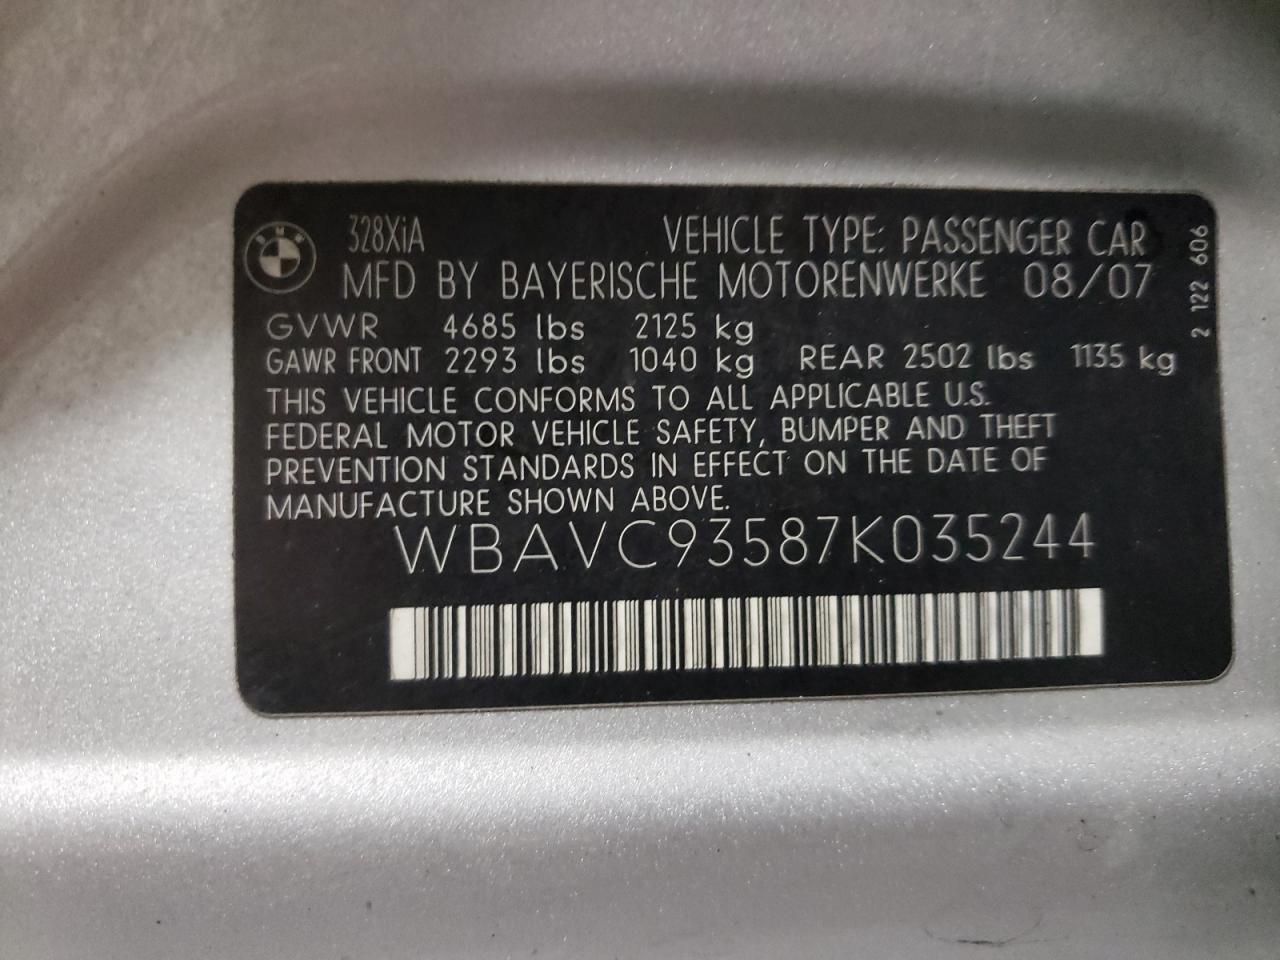 328XiA VEHICLE TYPE: PASSENGER CAR
BMW
MFD BY BAYERISCHE MOTORENWERKE 08/07
GVWR 4685 lbs 2125 kg
GAWR FRONT 2293 lbs 1040 kg REAR 2502 lbs 1135 kg
2 122 606
THIS VEHICLE CONFORMS TO ALL APPLICABLE U.S.
FEDERAL MOTOR VEHICLE SAFETY, BUMPER AND THEFT
PREVENTION STANDARDS IN EFFECT ON THE DATE OF
MANUFACTURE SHOWN ABOVE.
WBAVC93587K035244